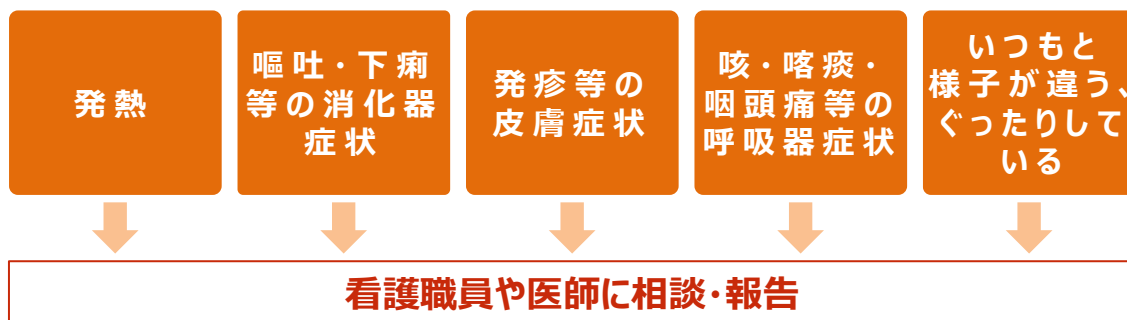 発熱
嘔吐・下痢
等の消化器
症状
発疹等の
皮膚症状
咳・喀痰・
咽頭痛等の
呼吸器症状
いつもと
様子が違う、
ぐったりして
いる
看護職員や医師に相談・報告